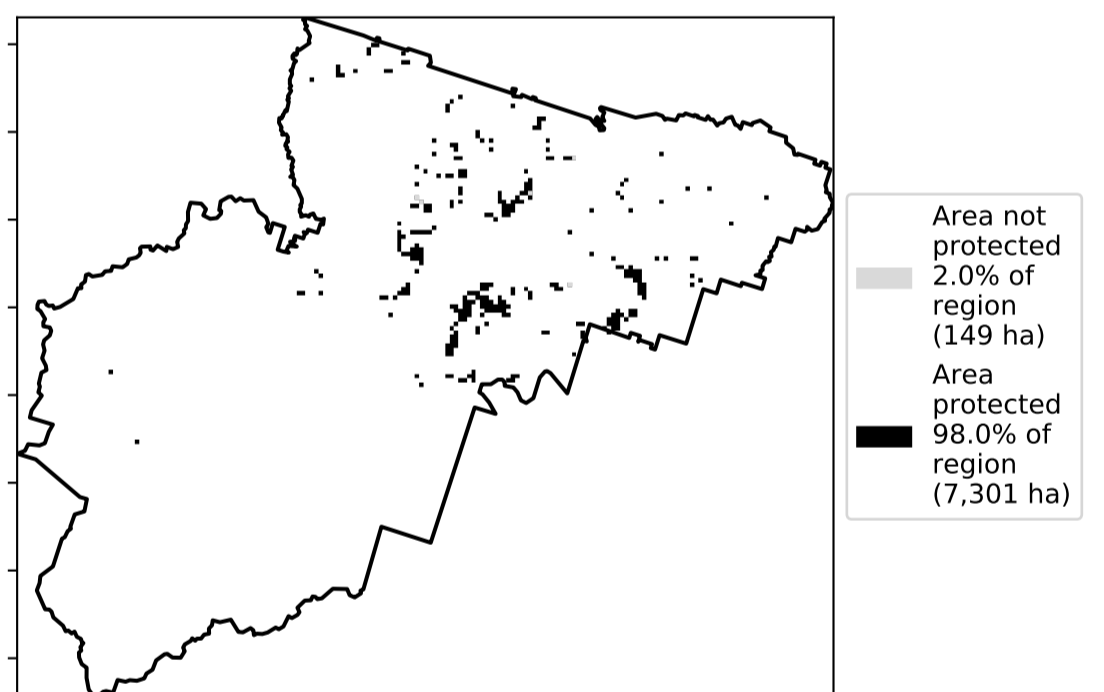 Area not
protected
2.0% of
region
(149 ha)
Area
protected
98.0% of
region
(7,301 ha)